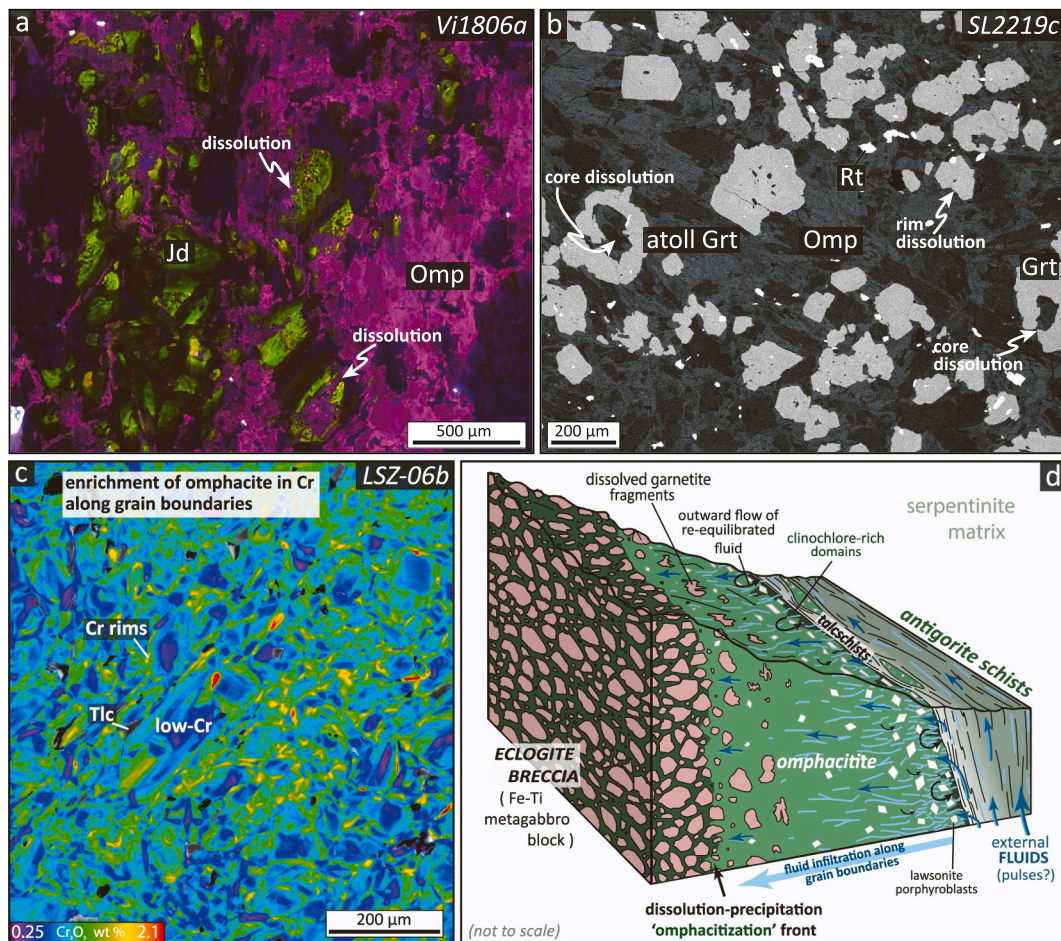 a
Vi1806a
dissolution
Jd
Omp
dissolution
500 µm
b
SL2219c
Rt
core dissolution
atoll Grt
Omp
rim
dissolution
Grt
core
dissolution
200 µm
c
LSZ-06b
enrichment of omphacite in Cr
along grain boundaries
Cr rims
Tlc
low-Cr
0.25 Cr₂O₃ wt % 2.1
200 µm
d
dissolved garnetite
fragments
outward flow of
re-equilibrated
fluid
clinochlore-rich
domains
serpentinite
matrix
talcschists
antigorite schists
ECLOGITE
BRECCIA
( Fe-Ti
metagabbro
block )
omphacitite
fluid infiltration along
grain boundaries
lawsonite
porphyroblasts
external
FLUIDS
(pulses?)
dissolution-precipitation
'omphacitization' front
(not to scale)